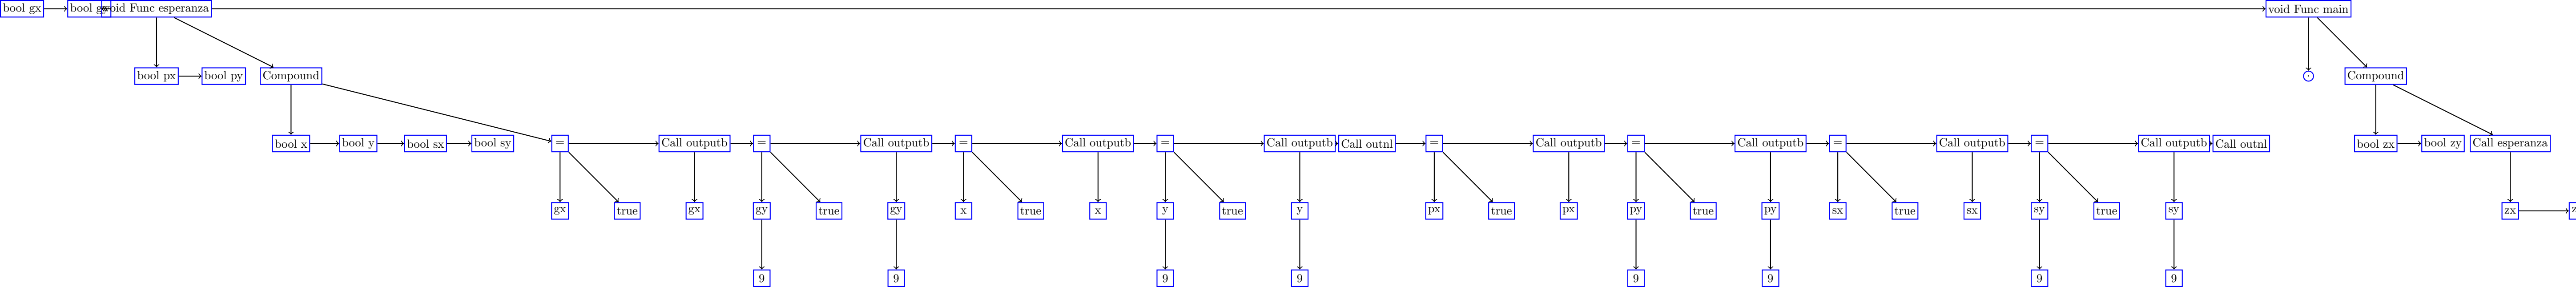 bool gx bool gy void Func esperanza void Func main
bool px bool py Compound · Compound
bool x bool y bool sx bool sy = Call outputb = Call outputb = Call outputb = Call outputb Call outnl = Call outputb = Call outputb = Call outputb = Call outputb Call outnl bool zx bool zy Call esperanza
gx true gx gy true gy x true x y true y px true px py true py sx true sx sy true sy zx
9 9 9 9 9 9 9 9